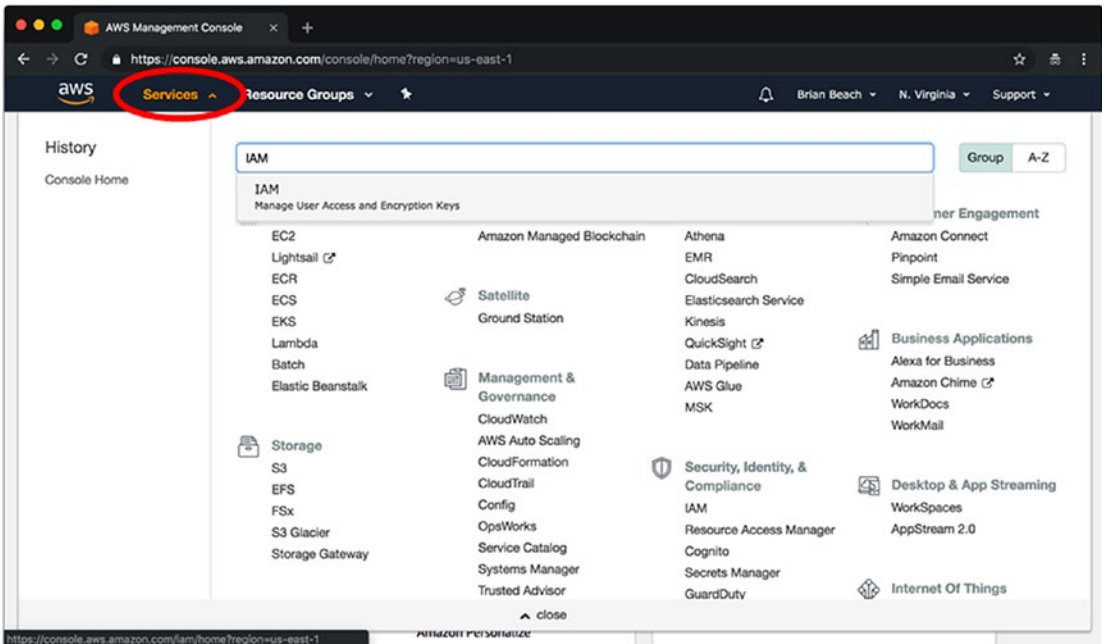 AWS Management Console
https://console.aws.amazon.com/console/home?region=us-east-1
aws
Services
Resource Groups
Brian Beach
N. Virginia
Support
History
Console Home
IAM
Group
A-Z
IAM
Manage User Access and Encryption Keys
EC2
Lightsail
ECR
ECS
EKS
Lambda
Batch
Elastic Beanstalk
Storage
S3
EFS
FSx
S3 Glacier
Storage Gateway
Amazon Managed Blockchain
Satellite
Ground Station
Management &
Governance
CloudWatch
AWS Auto Scaling
CloudFormation
CloudTrail
Config
OpsWorks
Service Catalog
Systems Manager
Trusted Advisor
Athena
EMR
CloudSearch
Elasticsearch Service
Kinesis
QuickSight
Data Pipeline
AWS Glue
MSK
Security, Identity, &
Compliance
IAM
Resource Access Manager
Cognito
Secrets Manager
GuardDuty
ner Engagement
Amazon Connect
Pinpoint
Simple Email Service
Business Applications
Alexa for Business
Amazon Chime
WorkDocs
WorkMail
Desktop & App Streaming
WorkSpaces
AppStream 2.0
Internet Of Things
close
https://console.aws.amazon.com/iam/home?region=us-east-1
Amazon Personalize